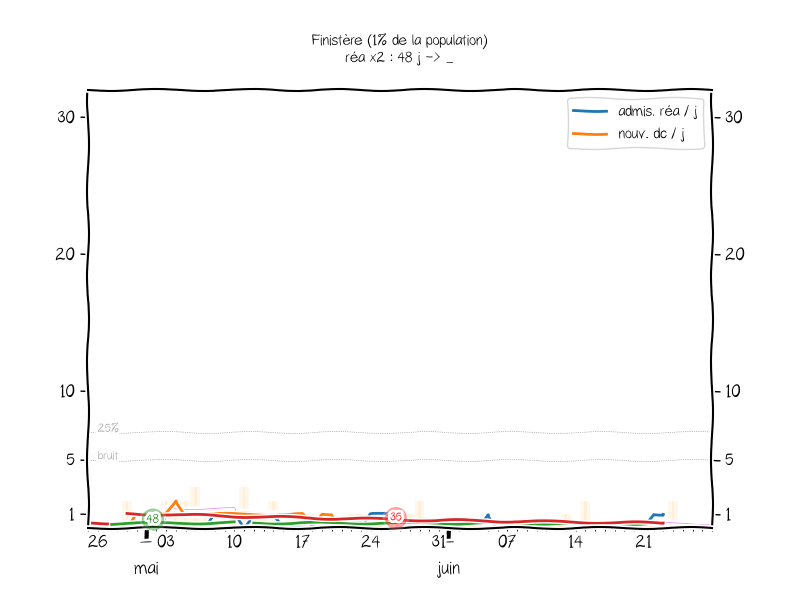 Finistère (1% de la population)
réa x2 : 48 j -> _
admis. réa / j
nouv. dc / j
30 30
20 20
10 10
25%
5 bruit 5
1 48 35 1
26 03 10 17 24 31 07 14 21
mai juin